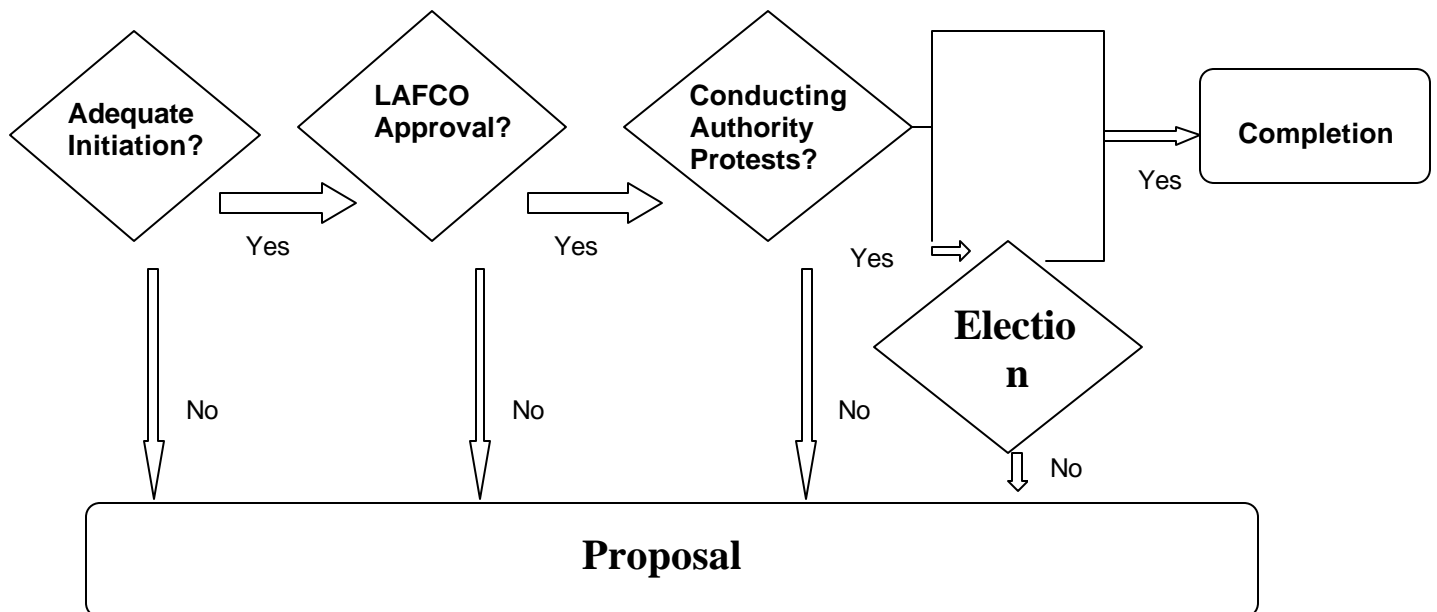 Adequate
Initiation?
LAFCO
Approval?
Conducting
Authority
Protests?
Completion
Yes
Yes
Yes
Yes
Electio
n
No
No
No
No
Proposal